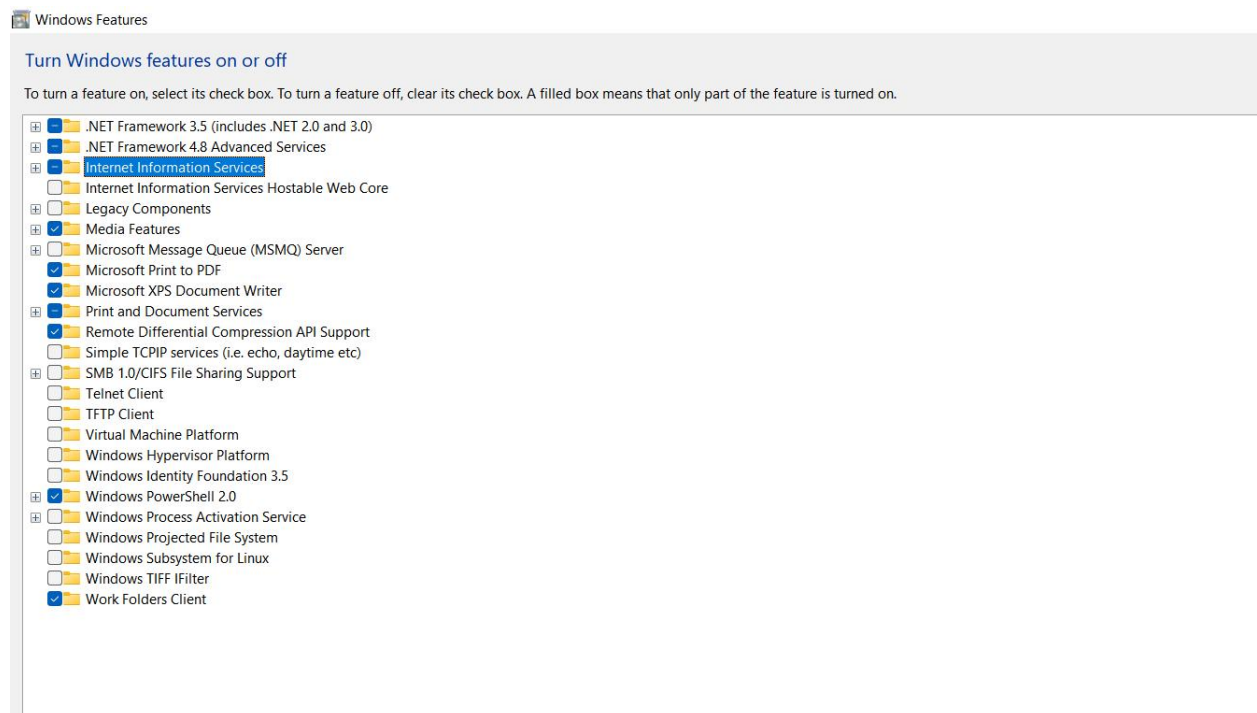 Windows Features
Turn Windows features on or off
To turn a feature on, select its check box. To turn a feature off, clear its check box. A filled box means that only part of the feature is turned on.
.NET Framework 3.5 (includes .NET 2.0 and 3.0)
.NET Framework 4.8 Advanced Services
Internet Information Services
Internet Information Services Hostable Web Core
Legacy Components
Media Features
Microsoft Message Queue (MSMQ) Server
Microsoft Print to PDF
Microsoft XPS Document Writer
Print and Document Services
Remote Differential Compression API Support
Simple TCPIP services (i.e. echo, daytime etc)
SMB 1.0/CIFS File Sharing Support
Telnet Client
TFTP Client
Virtual Machine Platform
Windows Hypervisor Platform
Windows Identity Foundation 3.5
Windows PowerShell 2.0
Windows Process Activation Service
Windows Projected File System
Windows Subsystem for Linux
Windows TIFF IFilter
Work Folders Client